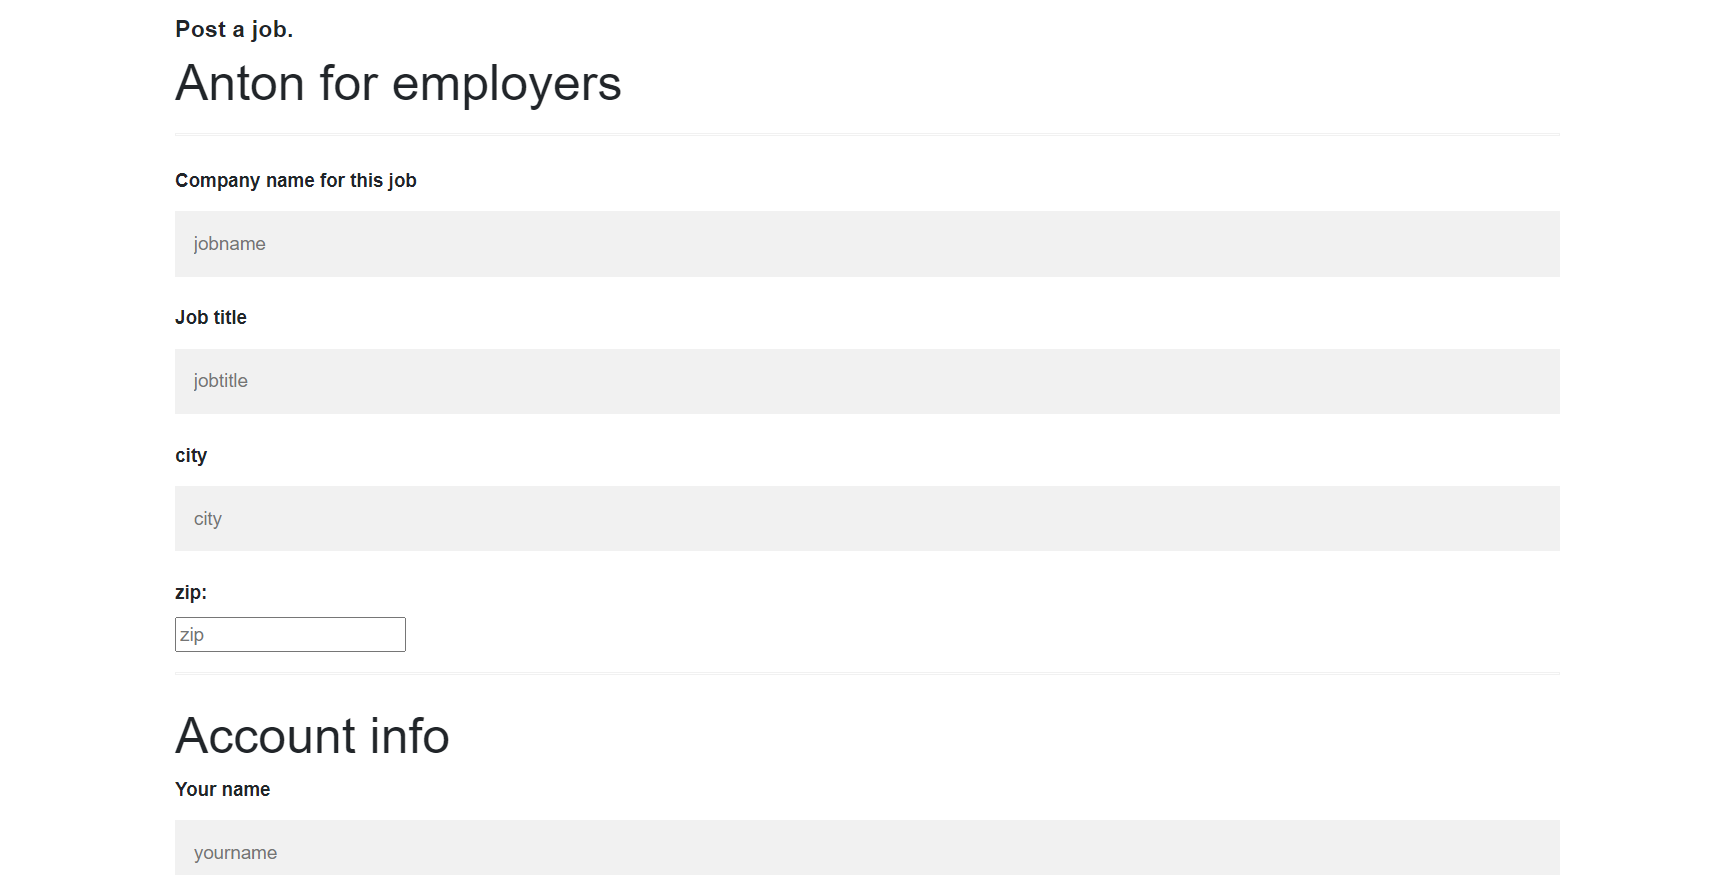 Post a job.
Anton for employers
Company name for this job
jobname
Job title
jobtitle
city
city
zip:
zip
Account info
Your name
yourname